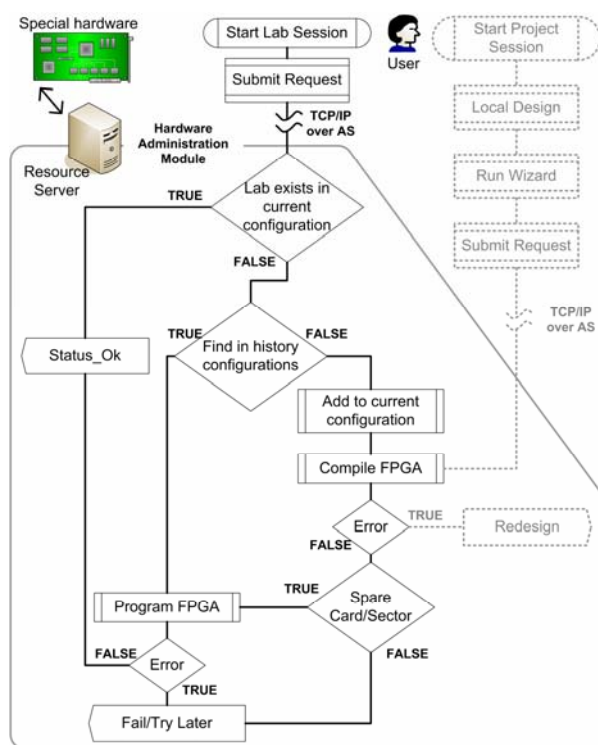 Special hardware
Start Lab Session
User
Start Project
Session
Submit Request
TCP/IP
over AS
Local Design
Hardware
Administration
Module
Resource
Server
Run Wizard
TRUE
Lab exists in
current
configuration
FALSE
Submit Request
TCP/IP
over AS
TRUE
FALSE
Find in history
configurations
Status_Ok
Add to current
configuration
Compile FPGA
Error
TRUE
Redesign
FALSE
TRUE
Spare
Card/Sector
Program FPGA
FALSE
FALSE
Error
TRUE
Fail/Try Later